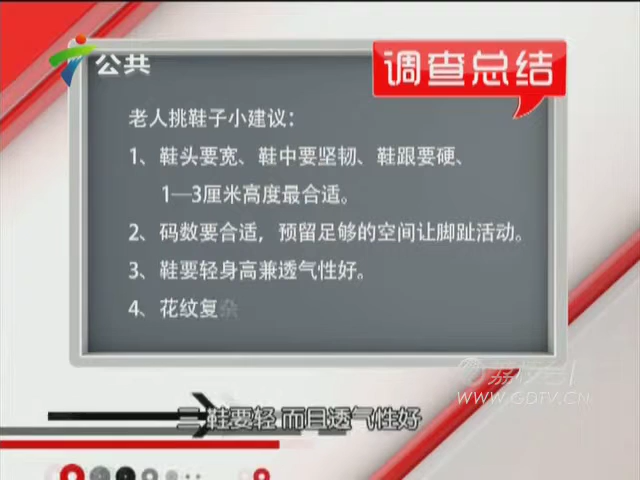 公共
调查总结
老人挑鞋子小建议：
1、鞋头要宽、鞋中要坚韧、鞋跟要硬、
1—3厘米高度最合适。
2、码数要合适，预留足够的空间让脚趾活动。
3、鞋要轻身高兼透气性好。
4、花纹复杂
荔枝台
WWW.GDTV.CN
三 鞋要轻 而且透气性好